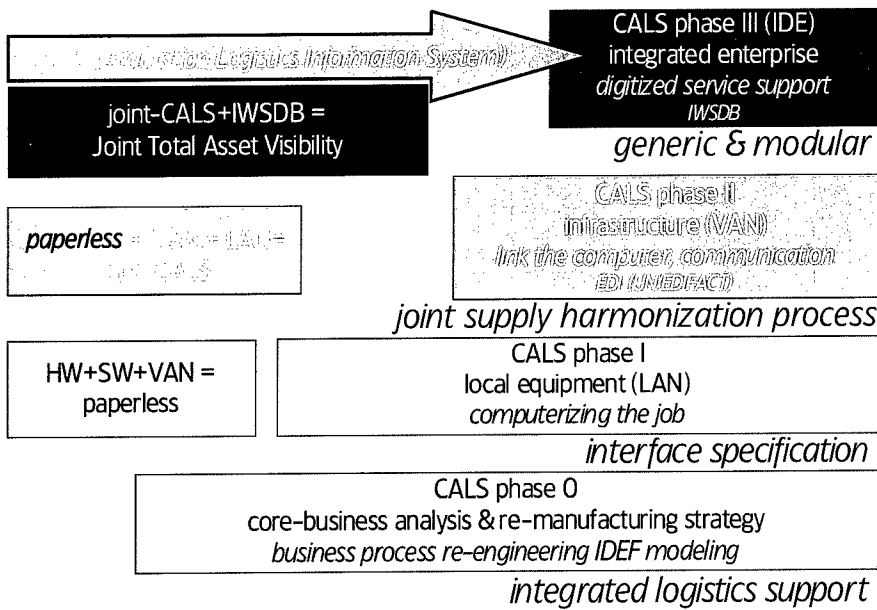 Logistics Information System)
CALS phase III (IDE)
integrated enterprise
digitized service support
IWSDB
joint-CALS+IWSDB =
Joint Total Asset Visibility
generic & modular
CALS phase II
infrastructure (VAN)
link the computer, communication
EDI (UN/EDIFACT)
paperless
joint supply harmonization process
HW+SW+VAN =
paperless
CALS phase I
local equipment (LAN)
computerizing the job
interface specification
CALS phase 0
core-business analysis & re-manufacturing strategy
business process re-engineering IDEF modeling
integrated logistics support